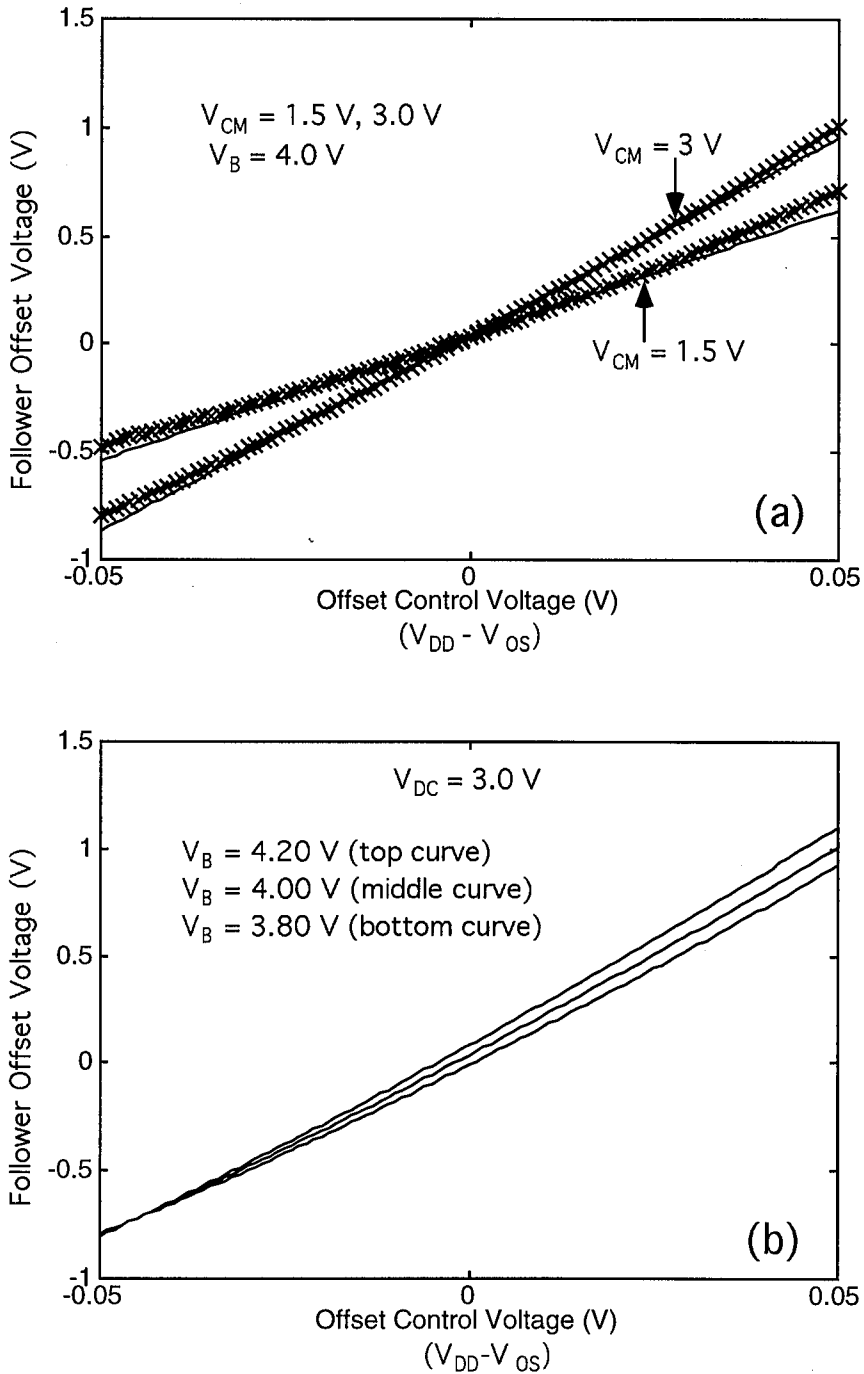 1.5
1
0.5
0
-0.5
-1
Follower Offset Voltage (V)
V_CM = 1.5 V, 3.0 V
V_B = 4.0 V
V_CM = 3 V
V_CM = 1.5 V
(a)
-0.05
0
0.05
Offset Control Voltage (V)
(V_DD - V_OS)
1.5
1
0.5
0
-0.5
-1
Follower Offset Voltage (V)
V_DC = 3.0 V
V_B = 4.20 V (top curve)
V_B = 4.00 V (middle curve)
V_B = 3.80 V (bottom curve)
(b)
-0.05
0
0.05
Offset Control Voltage (V)
(V_DD-V_OS)